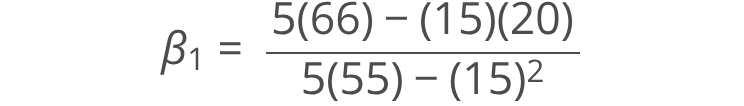 β₁ = 5(66) − (15)(20)
5(55) − (15)²